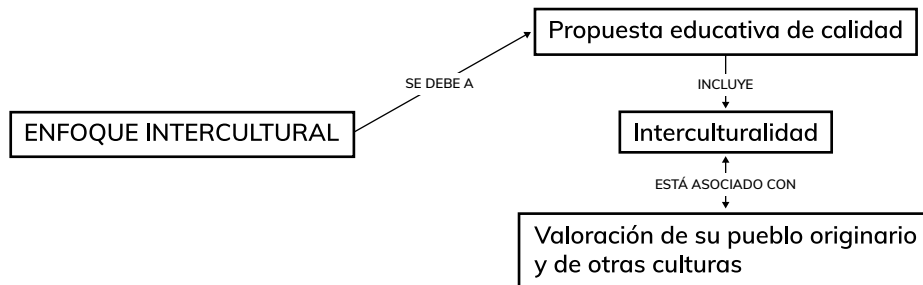 Propuesta educativa de calidad
SE DEBE A
INCLUYE
ENFOQUE INTERCULTURAL
Interculturalidad
ESTÁ ASOCIADO CON
Valoración de su pueblo originario
y de otras culturas